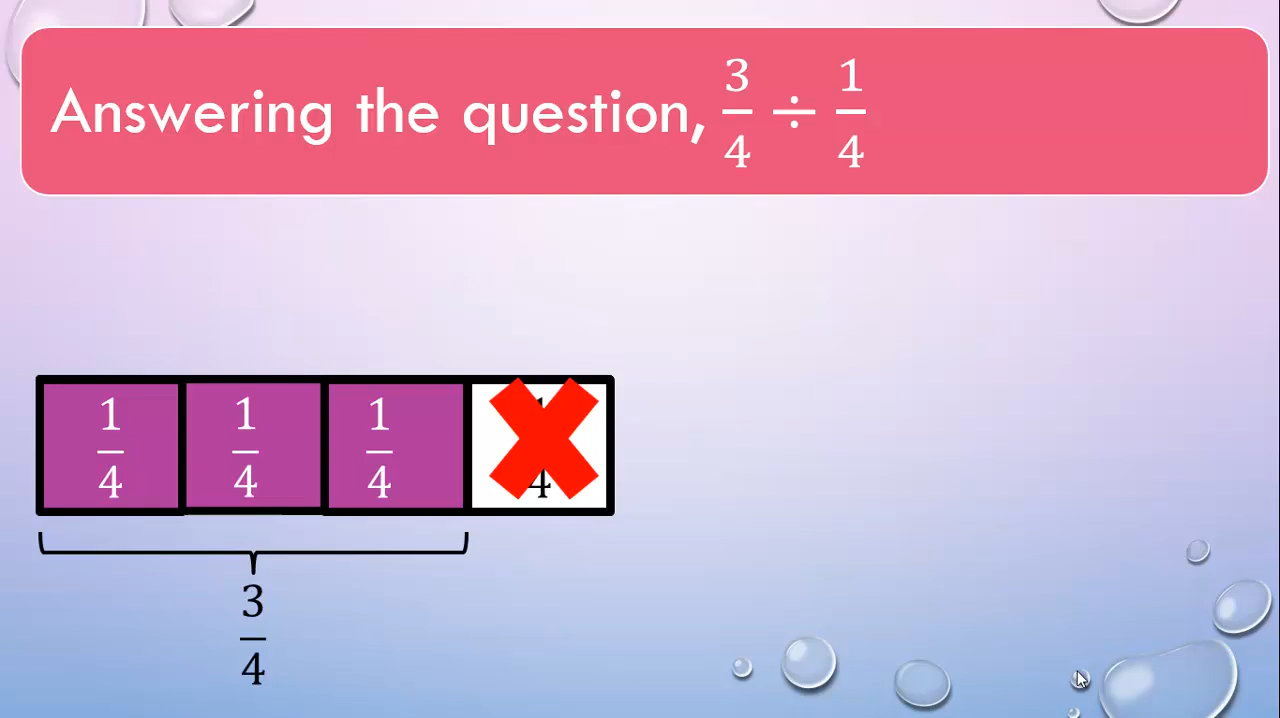 Answering the question, 3/4 ÷ 1/4
1/4 1/4 1/4
3/4